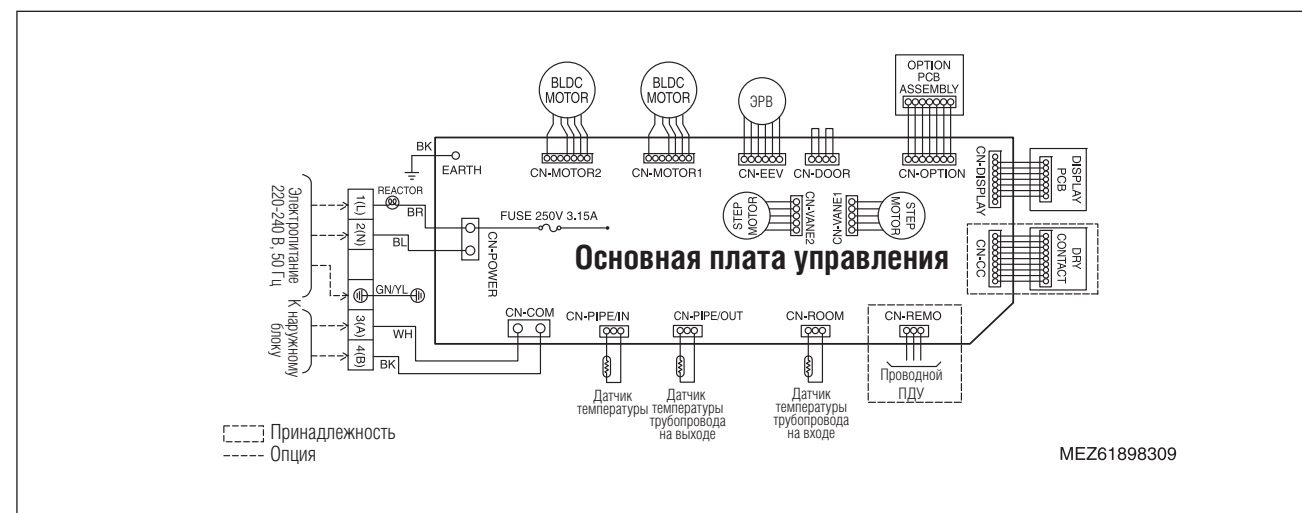 BLDC
MOTOR
BLDC
MOTOR
ЭРВ
OPTION
PCB
ASSEMBLY
BK
EARTH
CN-MOTOR2
CN-MOTOR1
CN-EEV
CN-DOOR
CN-OPTION
CN-DISPLAY
DISPLAY
PCB
Электропитание
220-240 В, 50 Гц
1(L)
REACTOR
BR
FUSE 250V 3.15A
2(N)
BL
CN-POWER
STEP
MOTOR
CN-VANE2
CN-VANE1
STEP
MOTOR
Основная плата управления
CN-CC
DRY
CONTACT
GN/YL
К наружному
блоку
3(A)
WH
4(B)
BK
CN-COM
CN-PIPE/IN
CN-PIPE/OUT
CN-ROOM
CN-REMO
Датчик
температуры
Датчик
температуры
трубопровода
на выходе
Датчик
температуры
трубопровода
на входе
Проводной
ПДУ
Принадлежность
Опция
MEZ61898309